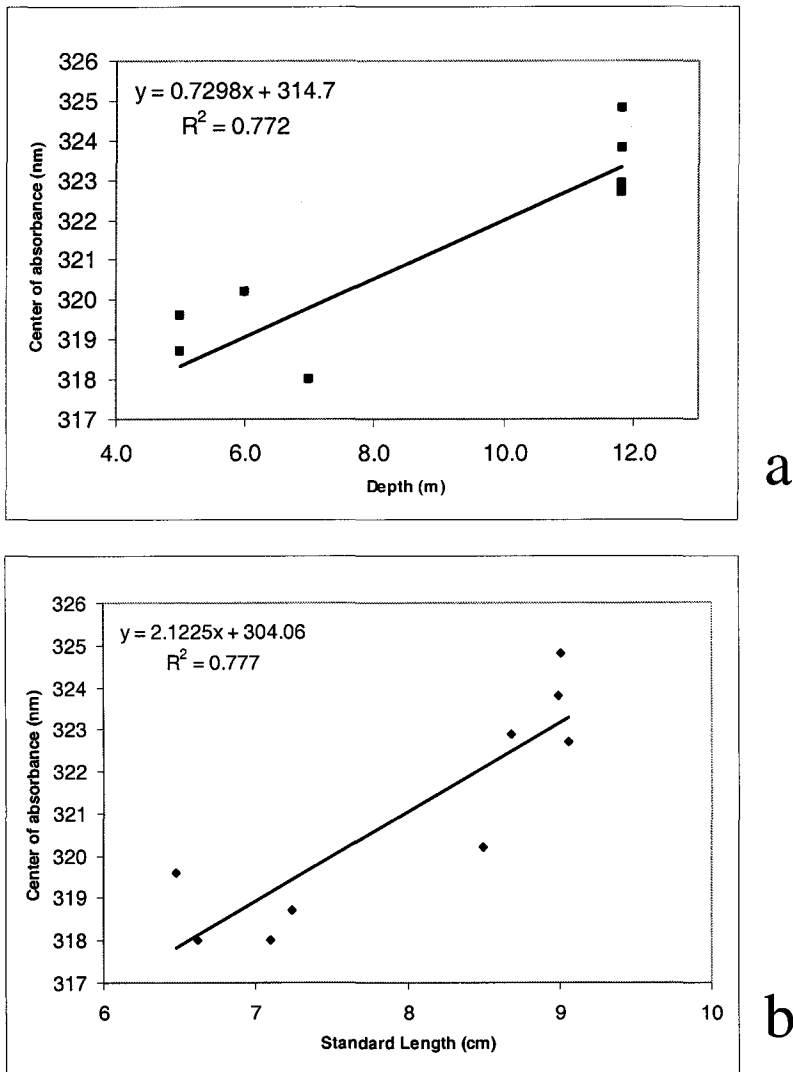 326
325
324
323
322
321
320
319
318
317
Center of absorbance (nm)
y = 0.7298x + 314.7
R² = 0.772
4.0 6.0 8.0 10.0 12.0
Depth (m)
a
326
325
324
323
322
321
320
319
318
317
Center of absorbance (nm)
y = 2.1225x + 304.06
R² = 0.777
6 7 8 9 10
Standard Length (cm)
b